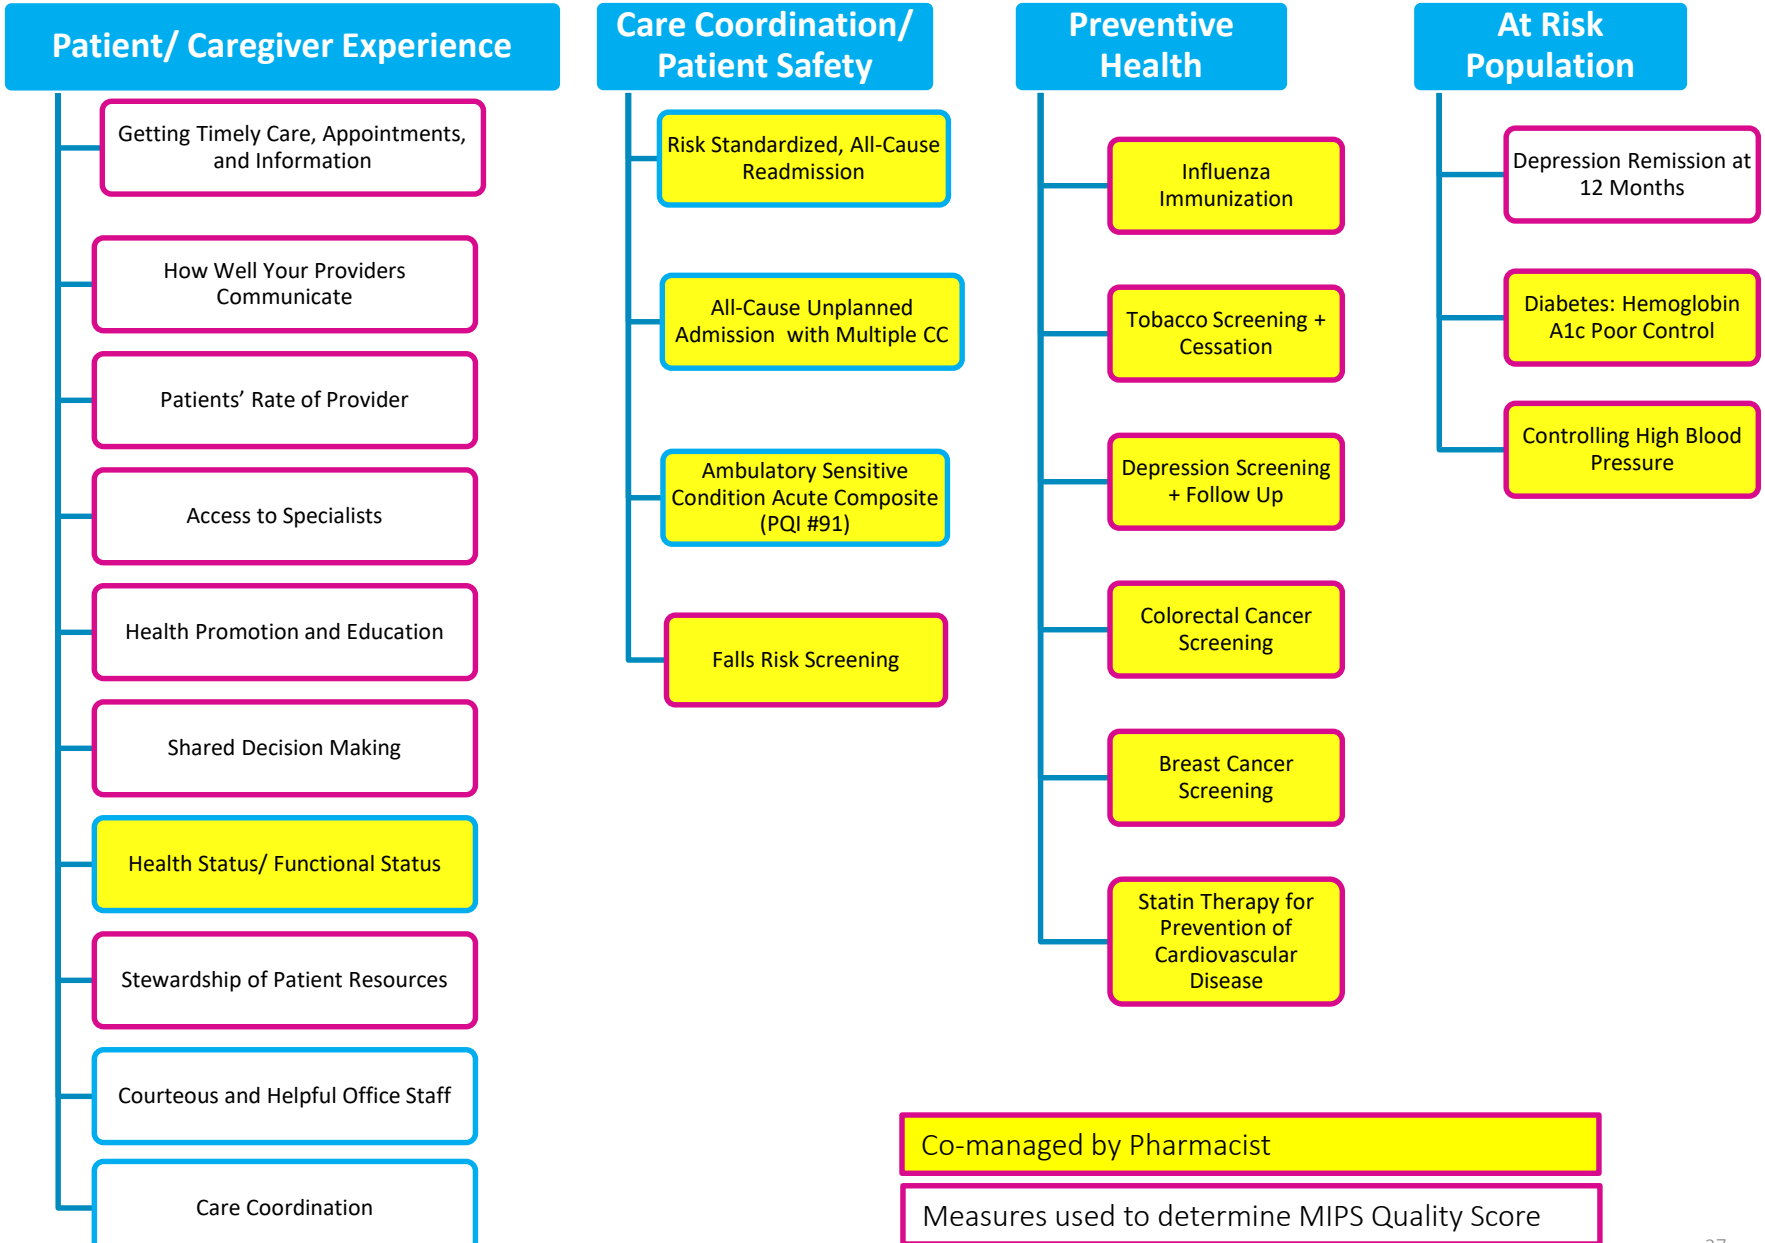 Patient/ Caregiver Experience
Getting Timely Care, Appointments,
and Information
How Well Your Providers
Communicate
Patients’ Rate of Provider
Access to Specialists
Health Promotion and Education
Shared Decision Making
Health Status/ Functional Status
Stewardship of Patient Resources
Courteous and Helpful Office Staff
Care Coordination
Care Coordination/
Patient Safety
Risk Standardized, All-Cause
Readmission
All-Cause Unplanned
Admission with Multiple CC
Ambulatory Sensitive
Condition Acute Composite
(PQI #91)
Falls Risk Screening
Preventive
Health
Influenza
Immunization
Tobacco Screening +
Cessation
Depression Screening
+ Follow Up
Colorectal Cancer
Screening
Breast Cancer
Screening
Statin Therapy for
Prevention of
Cardiovascular
Disease
At Risk
Population
Depression Remission at
12 Months
Diabetes: Hemoglobin
A1c Poor Control
Controlling High Blood
Pressure
Co-managed by Pharmacist
Measures used to determine MIPS Quality Score